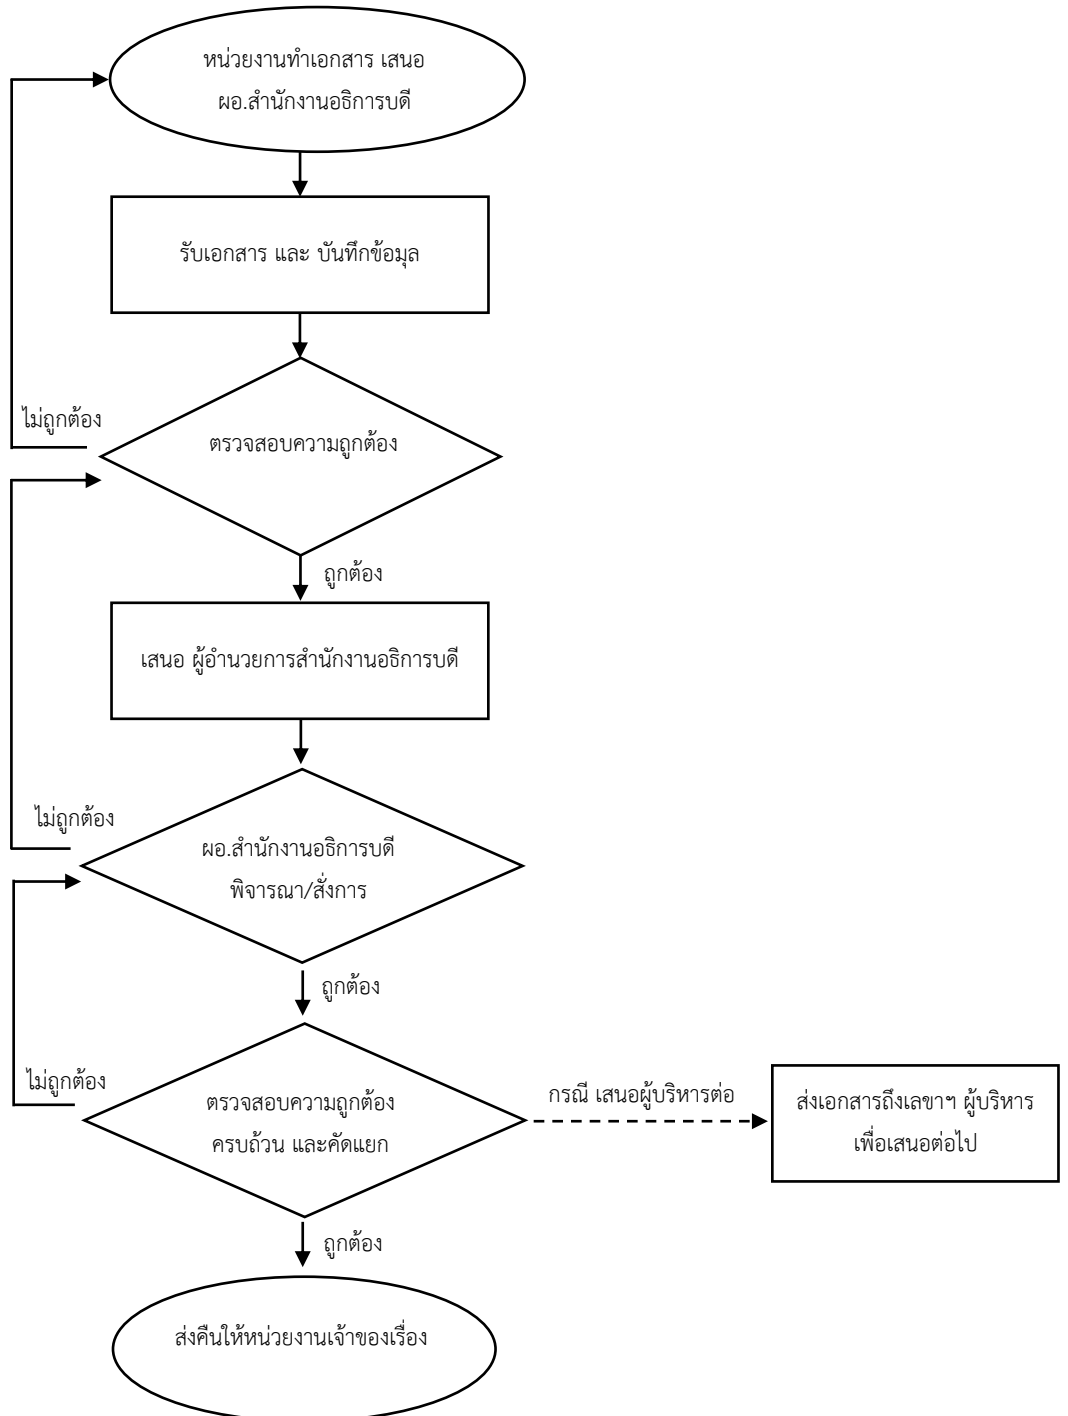 หน่วยงานทำเอกสาร เสนอ
ผอ.สำนักงานอธิการบดี
รับเอกสาร และ บันทึกข้อมุล
ไม่ถูกต้อง
ตรวจสอบความถูกต้อง
ถูกต้อง
เสนอ ผู้อำนวยการสำนักงานอธิการบดี
ไม่ถูกต้อง
ผอ.สำนักงานอธิการบดี
พิจารณา/สั่งการ
ถูกต้อง
ไม่ถูกต้อง
ตรวจสอบความถูกต้อง
ครบถ้วน และคัดแยก
กรณี เสนอผู้บริหารต่อ
ส่งเอกสารถึงเลขาฯ ผู้บริหาร
เพื่อเสนอต่อไป
ถูกต้อง
ส่งคืนให้หน่วยงานเจ้าของเรื่อง